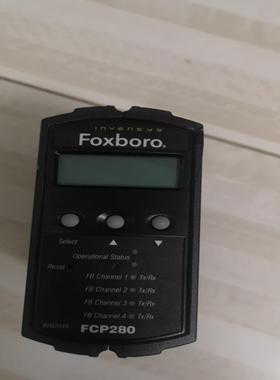 invensys
Foxboro.
Select ▲ ▼
Operational Status
Reset
FB Channel 1 Tx/Rx
FB Channel 2 Tx/Rx
FB Channel 3 Tx/Rx
FB Channel 4 Tx/Rx
FCP280